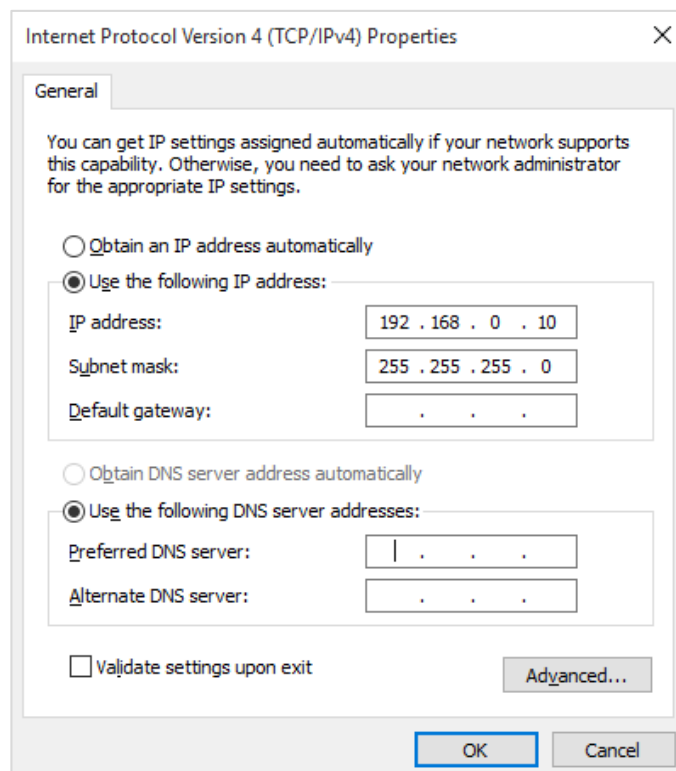 Internet Protocol Version 4 (TCP/IPv4) Properties
General
You can get IP settings assigned automatically if your network supports
this capability. Otherwise, you need to ask your network administrator
for the appropriate IP settings.
Obtain an IP address automatically
Use the following IP address:
IP address: 192 . 168 . 0 . 10
Subnet mask: 255 . 255 . 255 . 0
Default gateway: . . .
Obtain DNS server address automatically
Use the following DNS server addresses:
Preferred DNS server: . . .
Alternate DNS server: . . .
Validate settings upon exit
Advanced...
OK Cancel